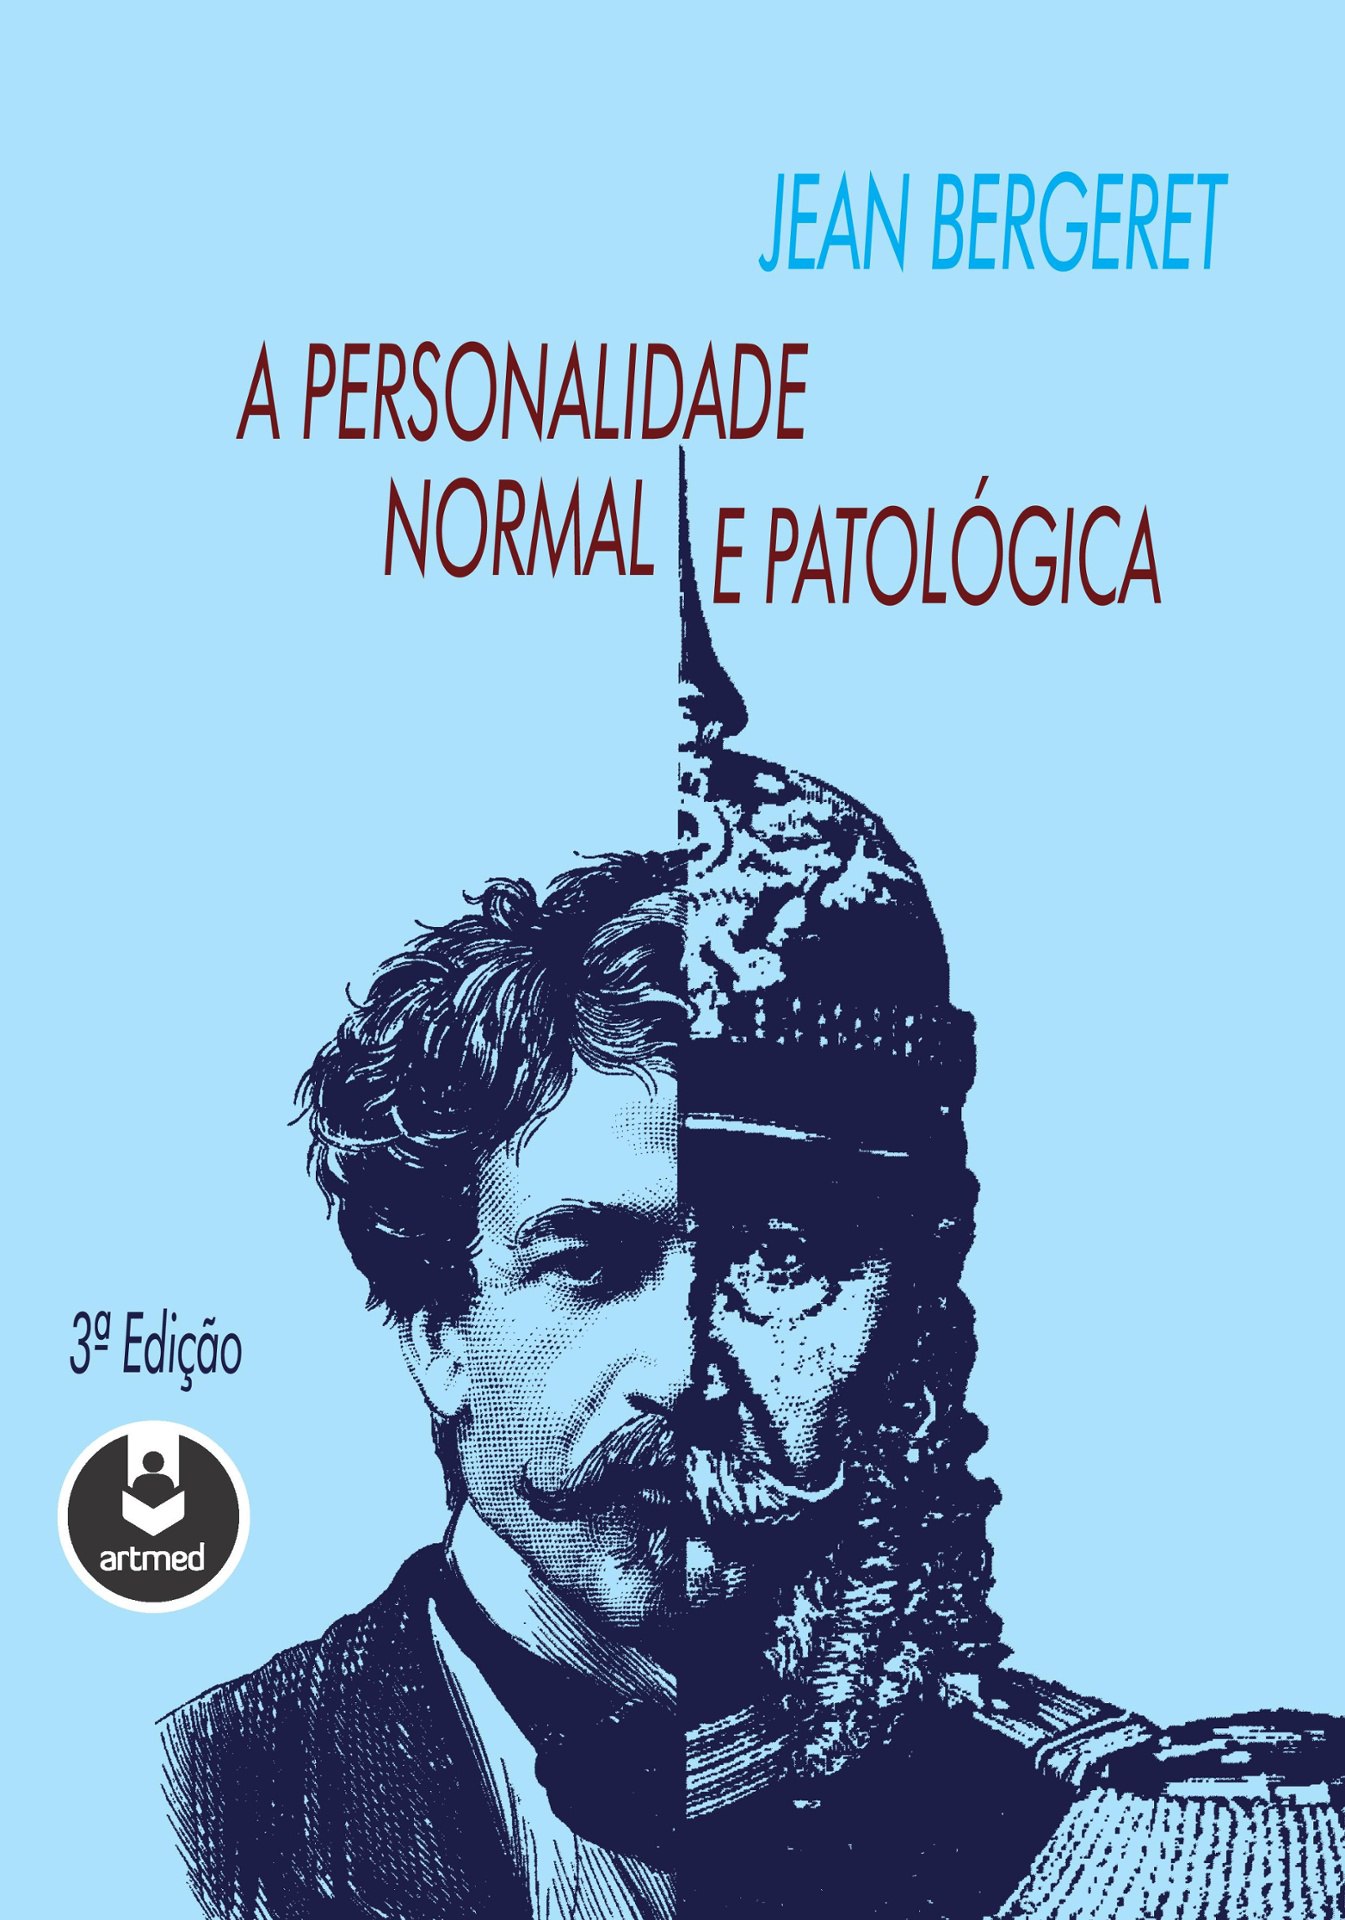 JEAN BERGERET
A PERSONALIDADE
NORMAL E PATOLÓGICA
3ª Edição
artmed